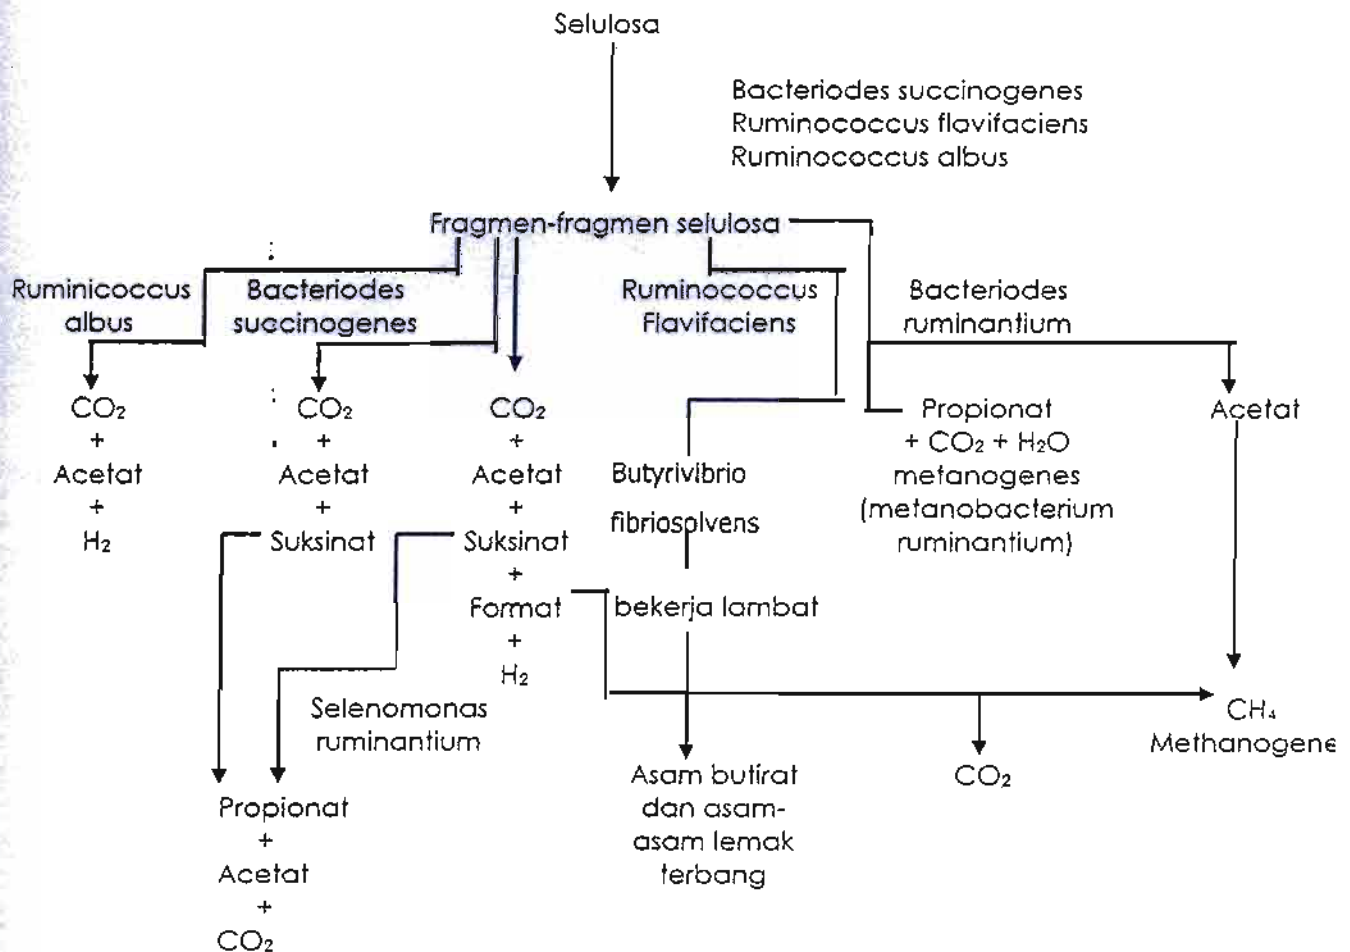 Selulosa
Bacteriodes succinogenes
Ruminococcus flavifaciens
Ruminococcus albus
Fragmen-fragmen selulosa
Ruminicoccus
albus
Bacteriodes
succinogenes
Ruminococcus
Flavifaciens
Bacteriodes
ruminantium
CO₂
+
Acetat
+
H₂
CO₂
+
Acetat
+
Suksinat
CO₂
+
Acetat
+
Suksinat
+
Format
+
H₂
Butyrivibrio
fibriosolvens
bekerja lambat
Propionat
+ CO₂ + H₂O
metanogenes
(metanobacterium
ruminantium)
Acetat
Selenomonas
ruminantium
Propionat
+
Acetat
+
CO₂
Asam butirat
dan asam-
asam lemak
terbang
CO₂
CH₄
Methanogene